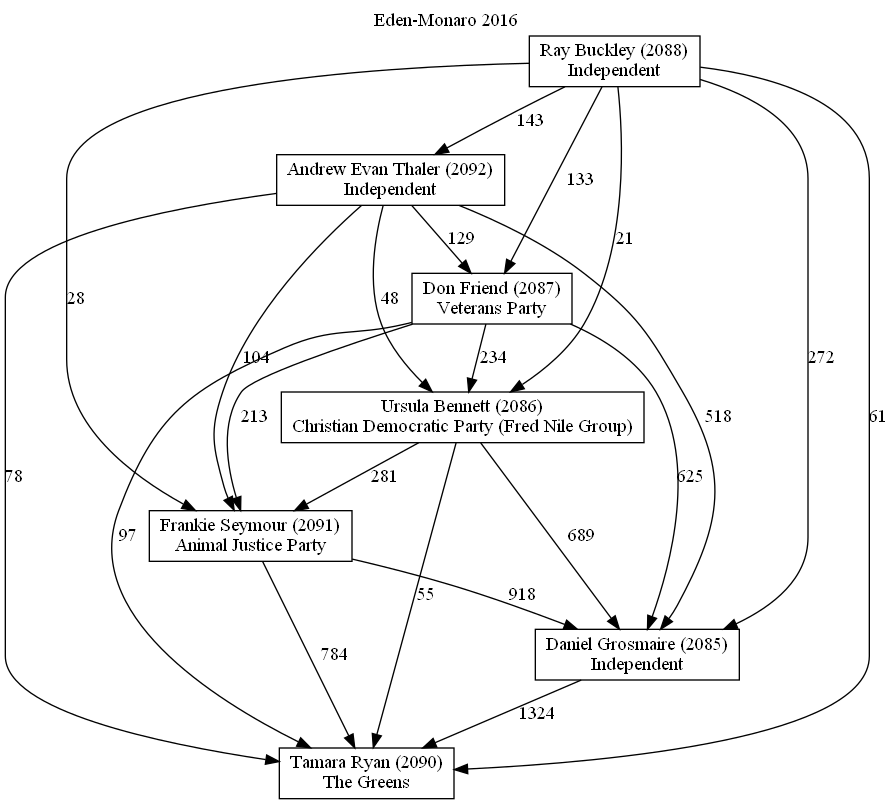 Eden-Monaro 2016
Ray Buckley (2088)
Independent
143
Andrew Evan Thaler (2092)
Independent
133
129
21
Don Friend (2087)
Veterans Party
28
48
104
234
272
Ursula Bennett (2086)
Christian Democratic Party (Fred Nile Group)
213
518
61
78
281
625
Frankie Seymour (2091)
Animal Justice Party
97
689
55
918
Daniel Grosmaire (2085)
Independent
784
1324
Tamara Ryan (2090)
The Greens